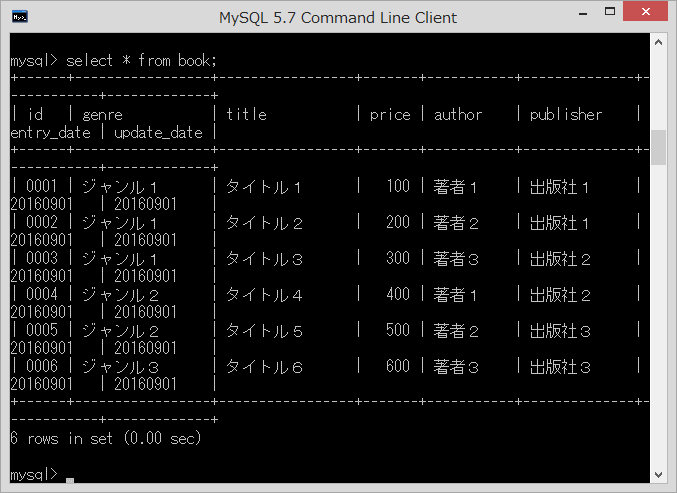 MySQL 5.7 Command Line Client
mysql> select * from book;
+------+-------------+-----------------+-------+-----------+--------------+-
-----------+-------------+
| id   | genre       | title           | price | author    | publisher    |
entry_date | update_date |
+------+-------------+-----------------+-------+-----------+--------------+-
-----------+-------------+
| 0001 | ジャンル１  | タイトル１      |   100 | 著者１    | 出版社１     |
20160901   | 20160901    |
| 0002 | ジャンル１  | タイトル２      |   200 | 著者２    | 出版社１     |
20160901   | 20160901    |
| 0003 | ジャンル１  | タイトル３      |   300 | 著者３    | 出版社２     |
20160901   | 20160901    |
| 0004 | ジャンル２  | タイトル４      |   400 | 著者１    | 出版社２     |
20160901   | 20160901    |
| 0005 | ジャンル２  | タイトル５      |   500 | 著者２    | 出版社３     |
20160901   | 20160901    |
| 0006 | ジャンル３  | タイトル６      |   600 | 著者３    | 出版社３     |
20160901   | 20160901    |
+------+-------------+-----------------+-------+-----------+--------------+-
-----------+-------------+
6 rows in set (0.00 sec)
mysql>